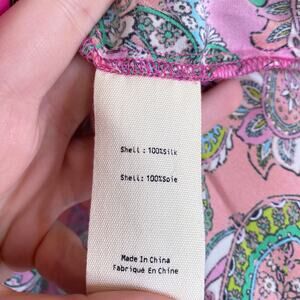 Shell : 100%Silk
Shell: 100%Soie
Made In China
Fabriqué En Chine